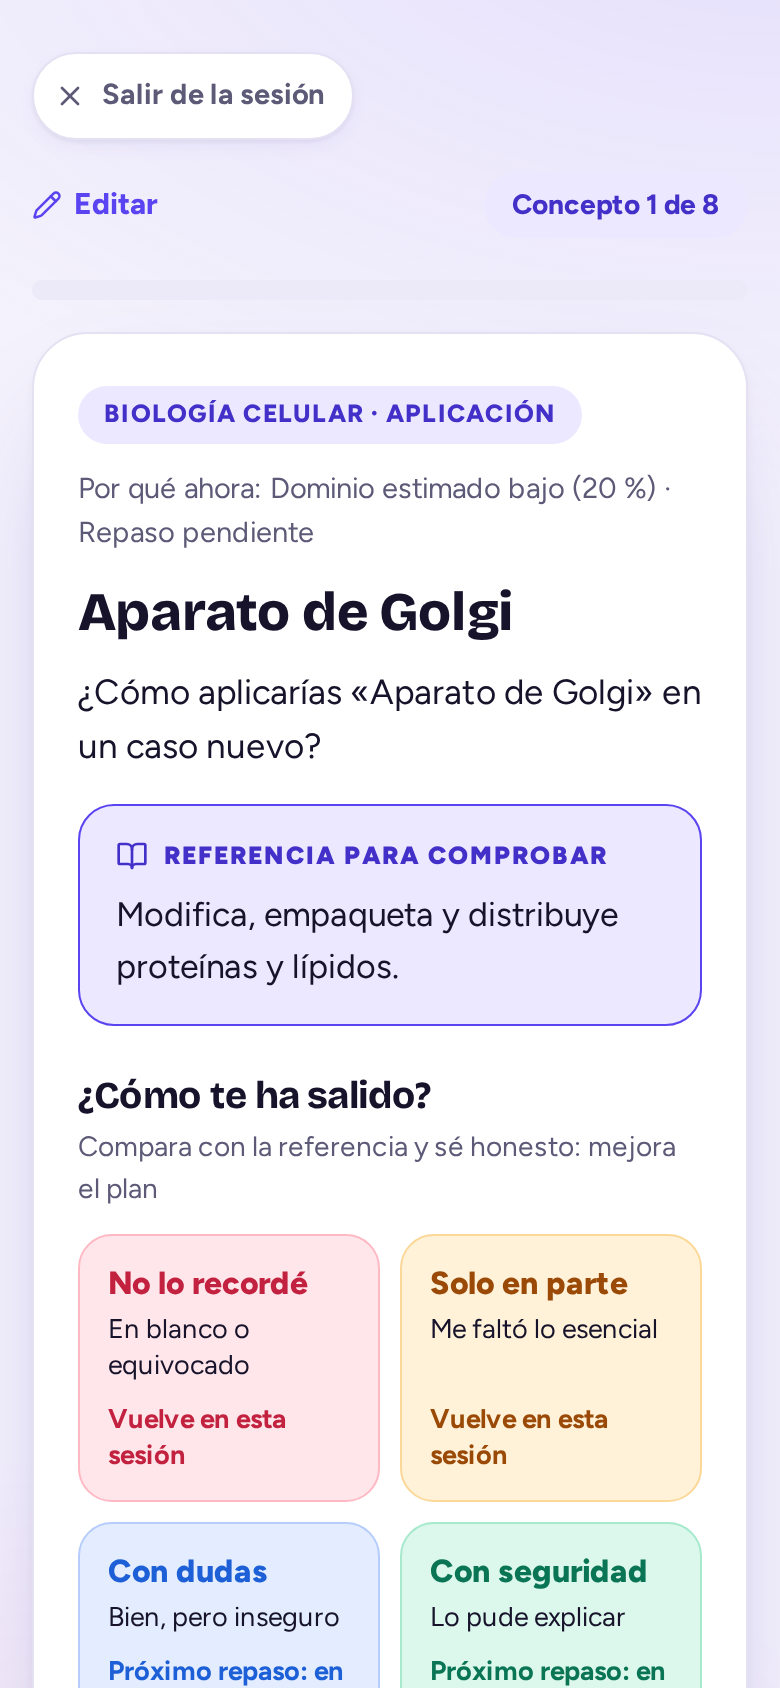 Salir de la sesión
Editar
Concepto 1 de 8
BIOLOGÍA CELULAR · APLICACIÓN
Por qué ahora: Dominio estimado bajo (20 %) ·
Repaso pendiente
Aparato de Golgi
¿Cómo aplicarías «Aparato de Golgi» en
un caso nuevo?
REFERENCIA PARA COMPROBAR
Modifica, empaqueta y distribuye
proteínas y lípidos.
¿Cómo te ha salido?
Compara con la referencia y sé honesto: mejora
el plan
No lo recordé
En blanco o
equivocado
Vuelve en esta
sesión
Solo en parte
Me faltó lo esencial
Vuelve en esta
sesión
Con dudas
Bien, pero inseguro
Próximo repaso: en
Con seguridad
Lo pude explicar
Próximo repaso: en